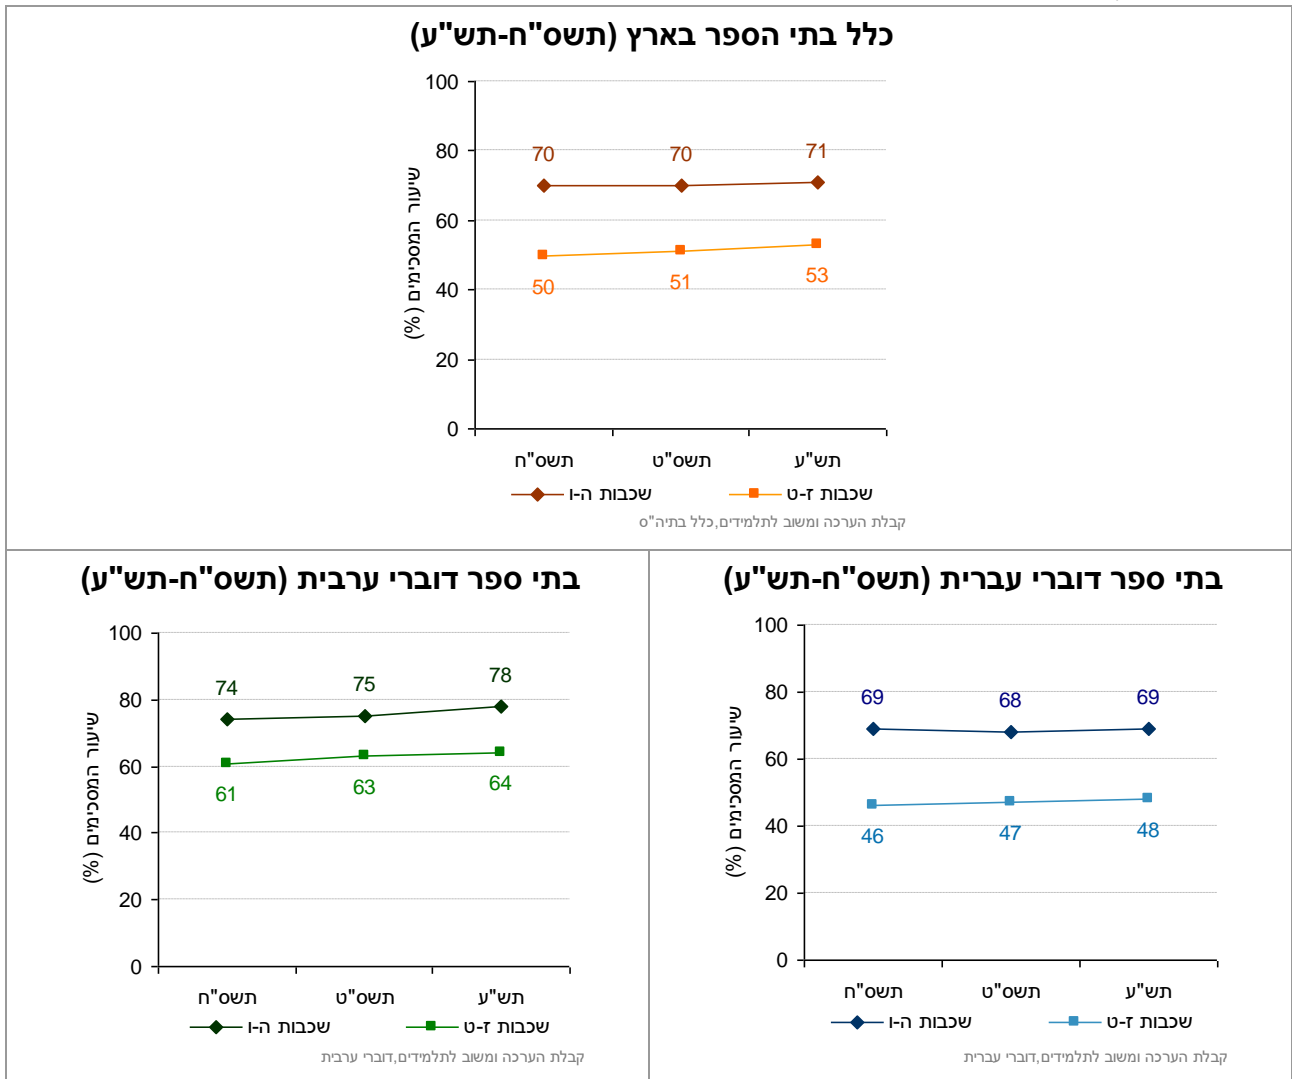 כלל בתי הספר בארץ (תשס"ח-תש"ע)
שיעור המסכימים (%)
100
80
60
40
20
0
70
70
71
50
51
53
תשס"ח
תשס"ט
תש"ע
שכבות ה-ו
שכבות ז-ט
קבלת הערכה ומשוב לתלמידים,כלל בתיה"ס
בתי ספר דוברי עברית (תשס"ח-תש"ע)
שיעור המסכימים (%)
100
80
60
40
20
0
69
68
69
46
47
48
תשס"ח
תשס"ט
תש"ע
שכבות ה-ו
שכבות ז-ט
קבלת הערכה ומשוב לתלמידים,דוברי עברית
בתי ספר דוברי ערבית (תשס"ח-תש"ע)
שיעור המסכימים (%)
100
80
60
40
20
0
74
75
78
61
63
64
תשס"ח
תשס"ט
תש"ע
שכבות ה-ו
שכבות ז-ט
קבלת הערכה ומשוב לתלמידים,דוברי ערבית